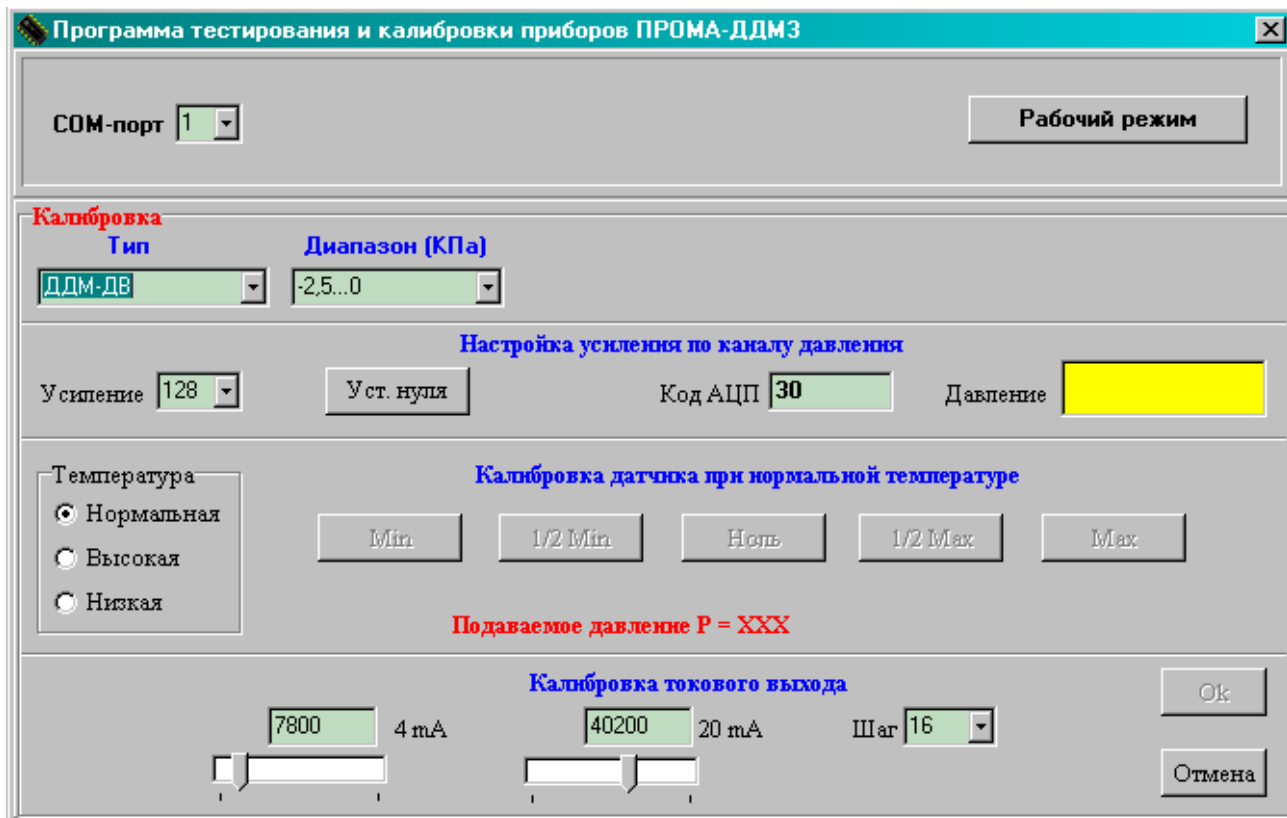 Программа тестирования и калибровки приборов ПРОМА-ДДМ3
COM-порт 1 Рабочий режим
Калибровка
Тип Диапазон (КПа)
ДДМ-ДВ -2,5...0
Настройка усиления по каналу давления
Усиление 128 Уст. нуля Код АЦП 30 Давление
Температура Калибровка датчика при нормальной температуре
Нормальная
Min 1/2 Min Ноль 1/2 Max Max
Высокая
Низкая
Подаваемое давление P = XXX
Калибровка токового выхода
Ok
7800 4 mA 40200 20 mA Шаг 16
Отмена